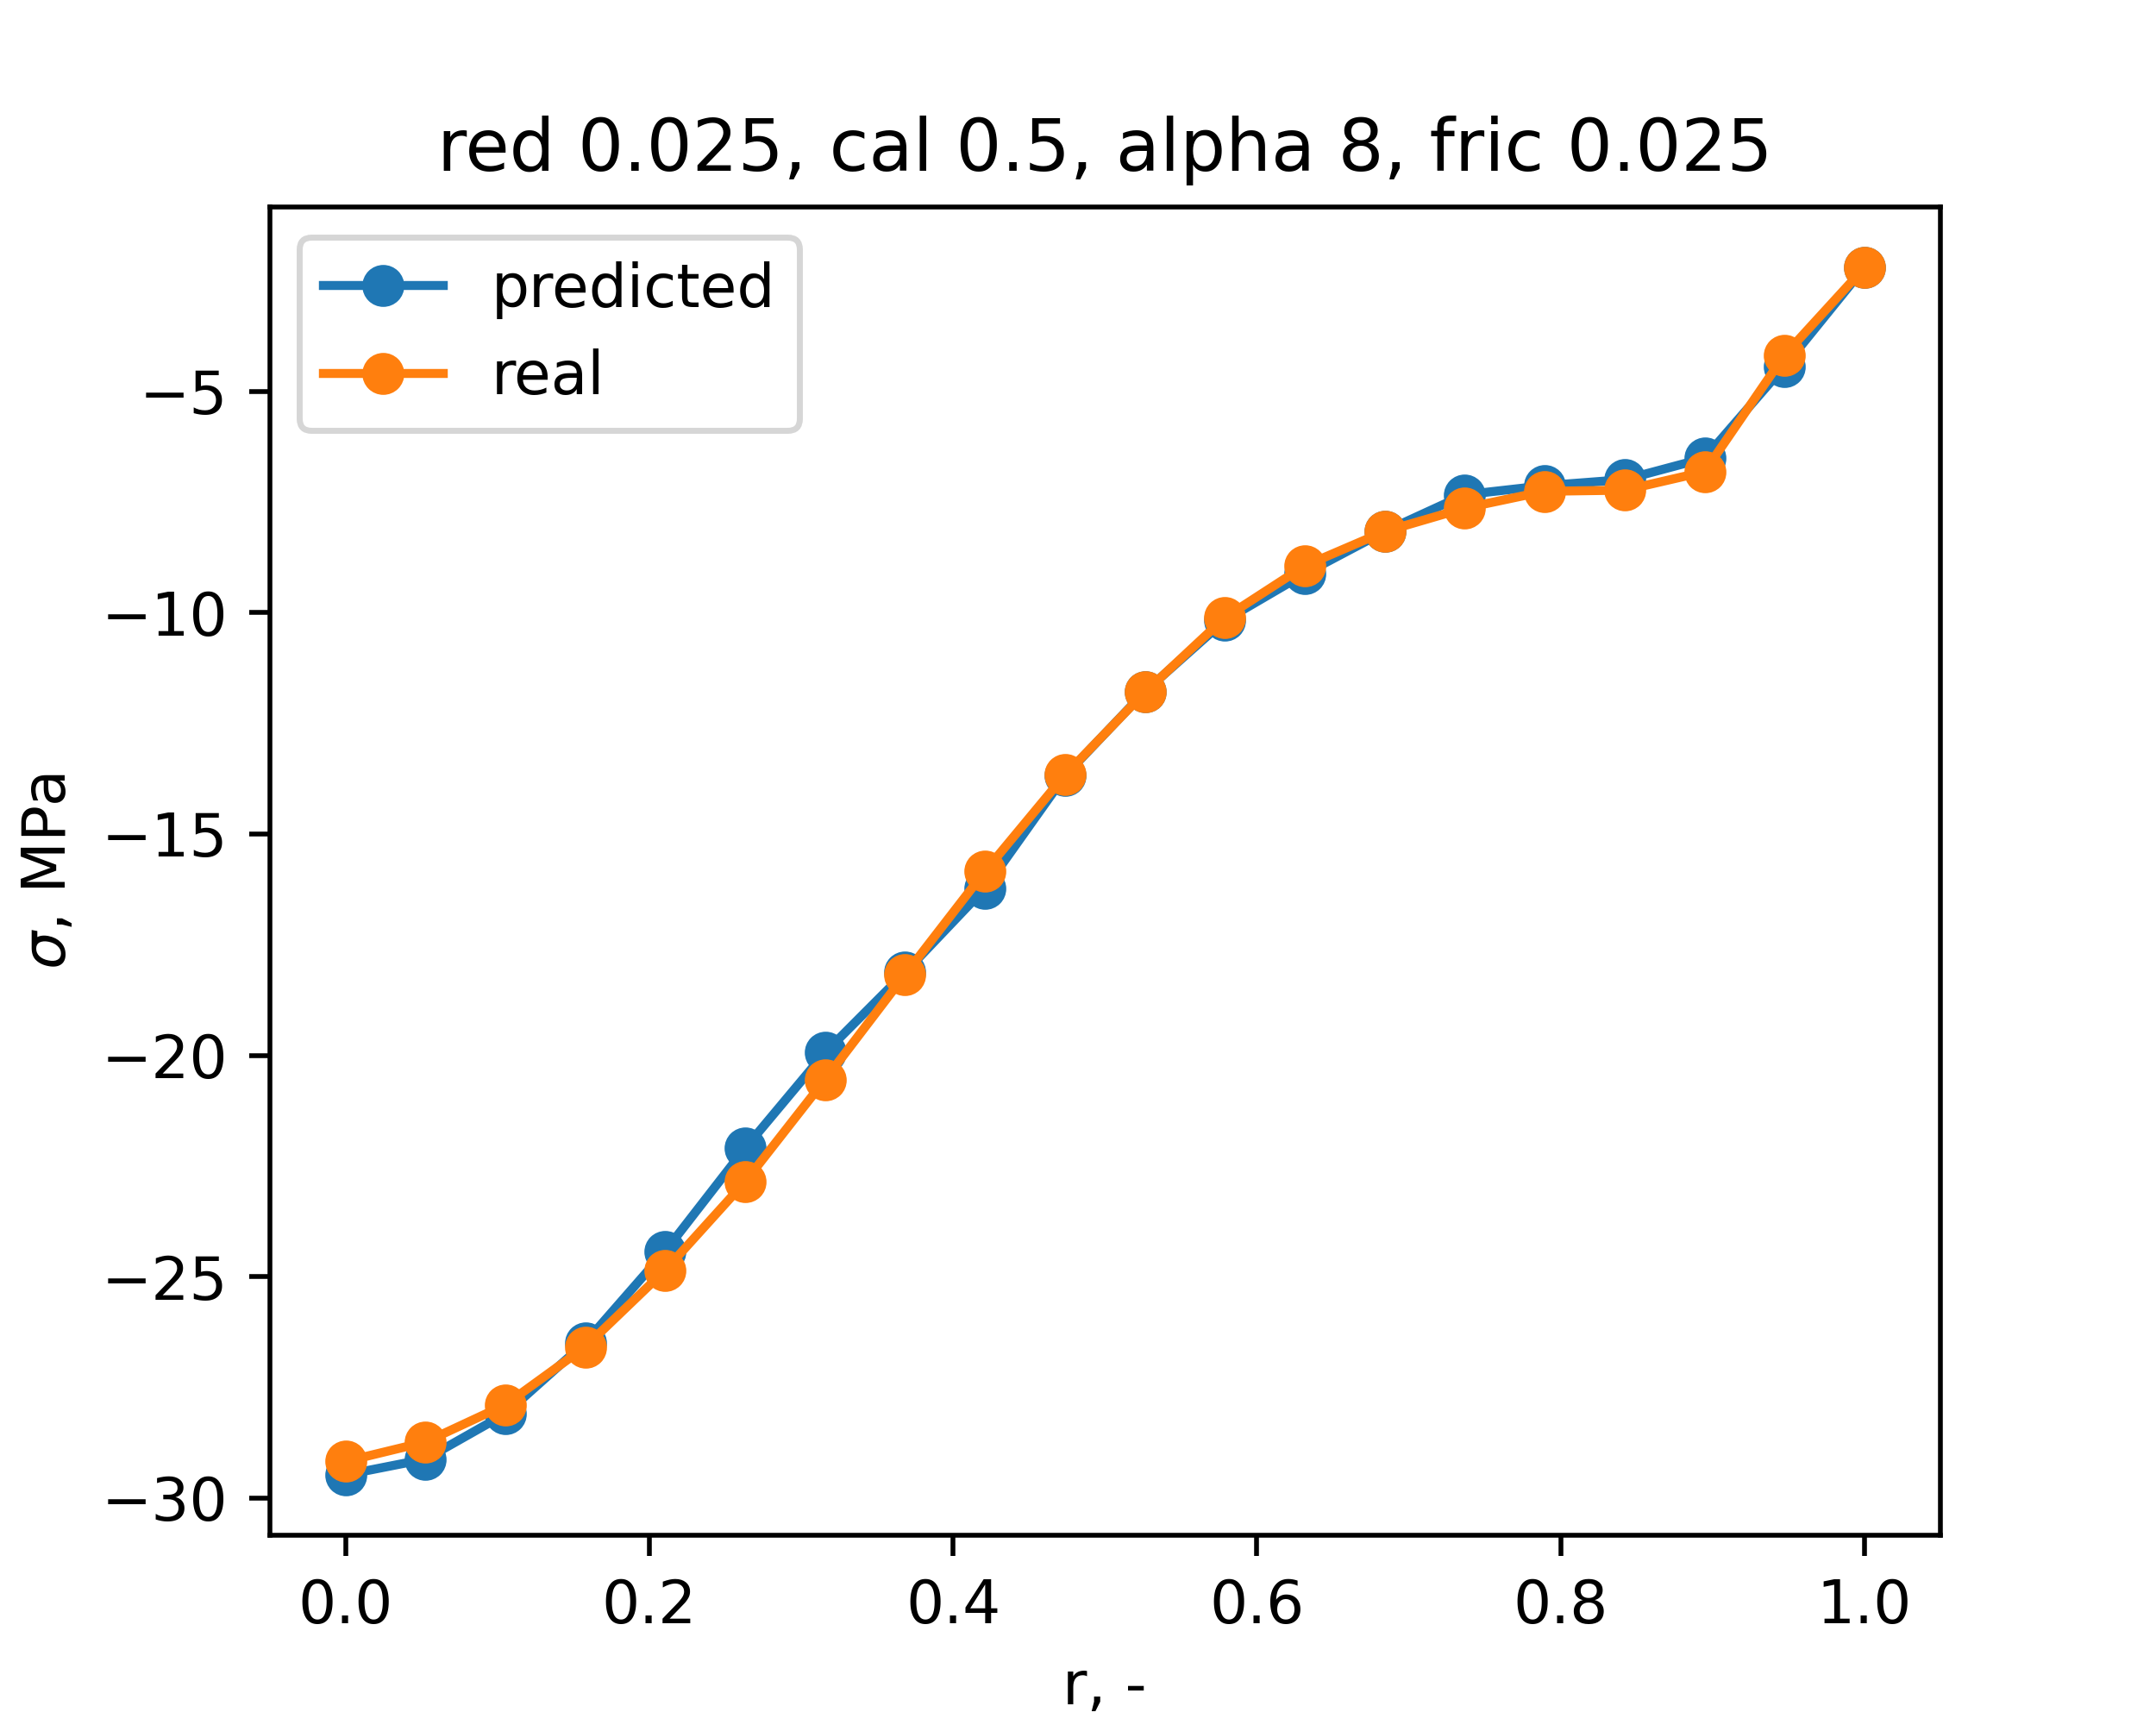 red 0.025, cal 0.5, alpha 8, fric 0.025
predicted
real
−5
−10
−15
−20
−25
−30
σ, MPa
0.0 0.2 0.4 0.6 0.8 1.0
r, -